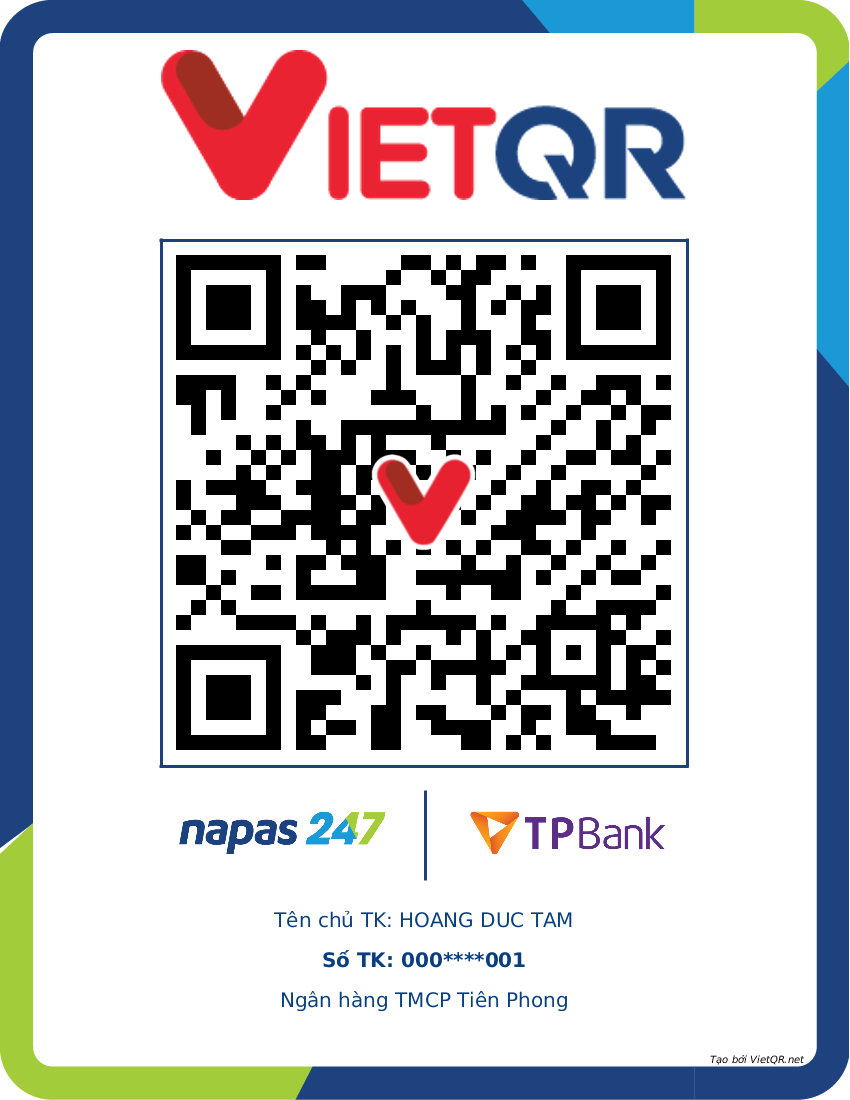 VIETQR
napas 247
TPBank
Tên chủ TK: HOANG DUC TAM
Số TK: 000****001
Ngân hàng TMCP Tiên Phong
Tạo bởi VietQR.net